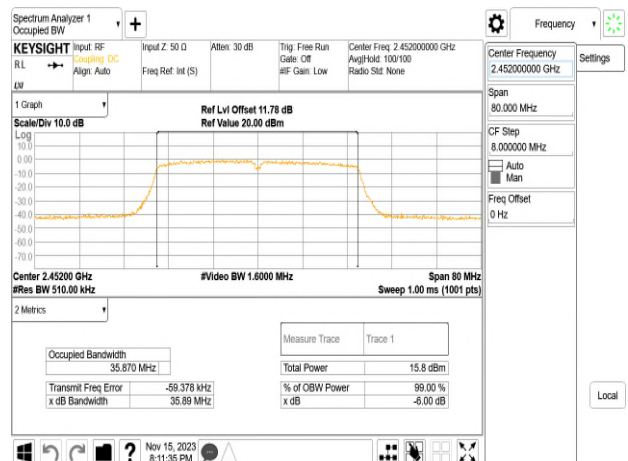 Spectrum Analyzer 1
Occupied BW
Frequency
KEYSIGHT
RL
Input: RF
Coupling: DC
Align: Auto
Input Z: 50 Ω
Freq Ref: Int (S)
Atten: 30 dB
Trig: Free Run
Gate: Off
#IF Gain: Low
Center Freq: 2.452000000 GHz
Avg|Hold: 100/100
Radio Std: None
Center Frequency
2.452000000 GHz
Settings
Span
80.000 MHz
CF Step
8.000000 MHz
Auto
Man
Freq Offset
0 Hz
Local
1 Graph
Scale/Div 10.0 dB
Ref Lvl Offset 11.78 dB
Ref Value 20.00 dBm
Log
10.0
0.00
-10.0
-20.0
-30.0
-40.0
-50.0
-60.0
-70.0
Center 2.45200 GHz
#Res BW 510.00 kHz
#Video BW 1.6000 MHz
Span 80 MHz
Sweep 1.00 ms (1001 pts)
2 Metrics
Measure Trace Trace 1
Occupied Bandwidth
35.870 MHz
Total Power 15.8 dBm
Transmit Freq Error -59.378 kHz
% of OBW Power 99.00 %
x dB Bandwidth 35.89 MHz
x dB -6.00 dB
Nov 15, 2023
8:11:35 PM